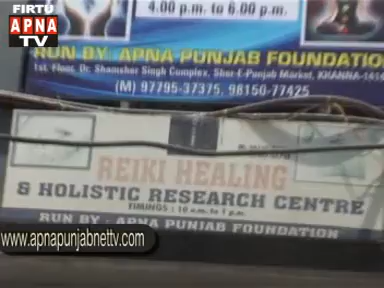 FIRTU
APNA
TV
4.00 p.m. to 6.00 p.m.
RUN BY: APNA PUNJAB FOUNDATION
1st. Floor, Dr. Shamsher Singh Complex, Sher-E-Punjab Market, KHANNA-1414
(M) 97795-37375, 98150-77425
REIKI HEALING
& HOLISTIC RESEARCH CENTRE
TIMINGS : 10 a.m. to 1 p.m.
RUN BY : APNA PUNJAB FOUNDATION
www.apnapunjabnettv.com